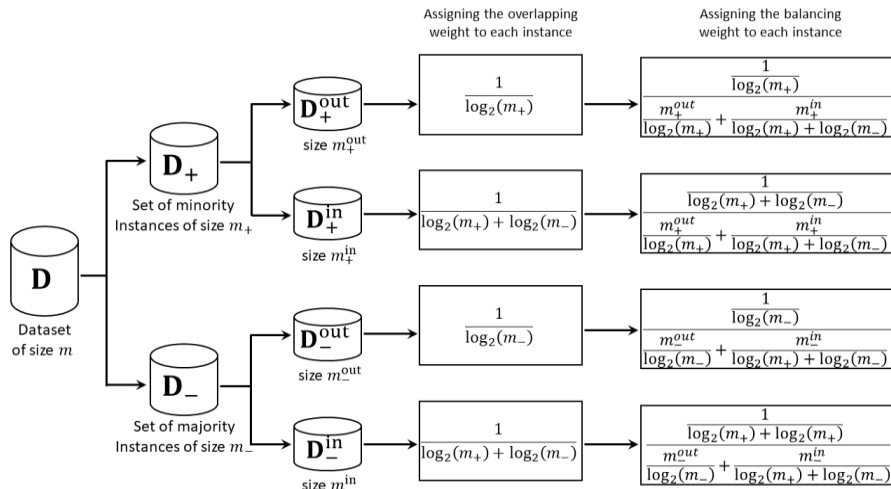 Assigning the overlapping
weight to each instance
Assigning the balancing
weight to each instance
D
Dataset
of size m
D₊
Set of minority
Instances of size m₊
D₋
Set of majority
Instances of size m₋
D₊^out
size m₊^out
1
log₂(m₊)
1
log₂(m₊)
m₊^out / log₂(m₊) + m₊^in / log₂(m₊) + log₂(m₋)
D₊^in
size m₊^in
1
log₂(m₊) + log₂(m₋)
1
log₂(m₊) + log₂(m₋)
m₊^out / log₂(m₊) + m₊^in / log₂(m₊) + log₂(m₋)
D₋^out
size m₋^out
1
log₂(m₋)
1
log₂(m₋)
m₋^out / log₂(m₋) + m₋^in / log₂(m₊) + log₂(m₋)
D₋^in
size m^in
1
log₂(m₊) + log₂(m₋)
1
log₂(m₊) + log₂(m₊)
m₋^out / log₂(m₋) + m₋^in / log₂(m₊) + log₂(m₋)